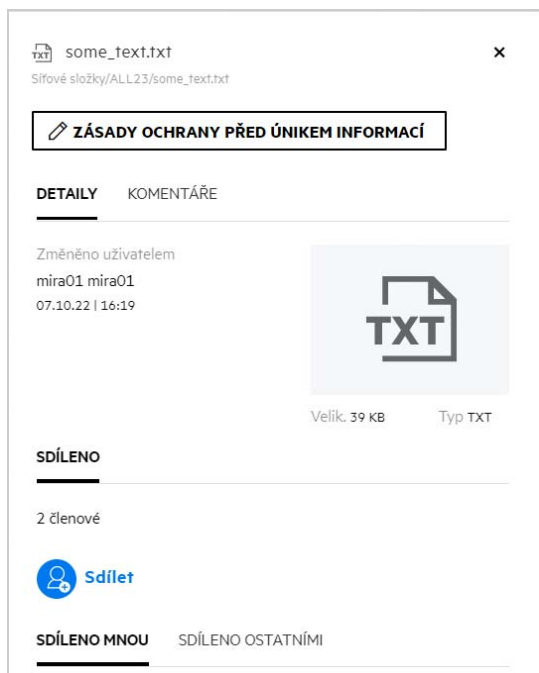 TXT some_text.txt ×
Síťové složky/ALL23/some_text.txt
ZÁSADY OCHRANY PŘED ÚNIKEM INFORMACÍ
DETAILY KOMENTÁŘE
Změněno uživatelem
mira01 mira01
07.10.22 | 16:19
TXT
Velik. 39 KB Typ TXT
SDÍLENO
2 členové
Sdílet
SDÍLENO MNOU SDÍLENO OSTATNÍMI